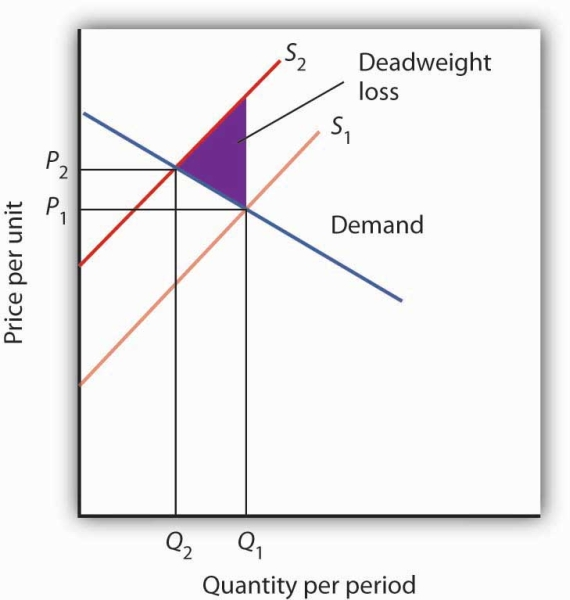 S2
Deadweight
loss
S1
P2
P1
Demand
Price per unit
Q2
Q1
Quantity per period